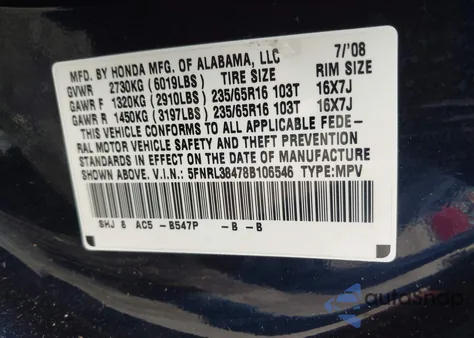 MFD. BY HONDA MFG. OF ALABAMA, LLC 7/'08
GVWR 2730KG (6019LBS) TIRE SIZE RIM SIZE
GAWR F 1320KG (2910LBS) 235/65R16 103T 16X7J
GAWR R 1450KG (3197LBS) 235/65R16 103T 16X7J
THIS VEHICLE CONFORMS TO ALL APPLICABLE FEDE-
RAL MOTOR VEHICLE SAFETY AND THEFT PREVENTION
STANDARDS IN EFFECT ON THE DATE OF MANUFACTURE
SHOWN ABOVE. V.I.N.: 5FNRL38478B106546 TYPE:MPV
SHJ 8 AC5 -B547P -B -B
autosnap